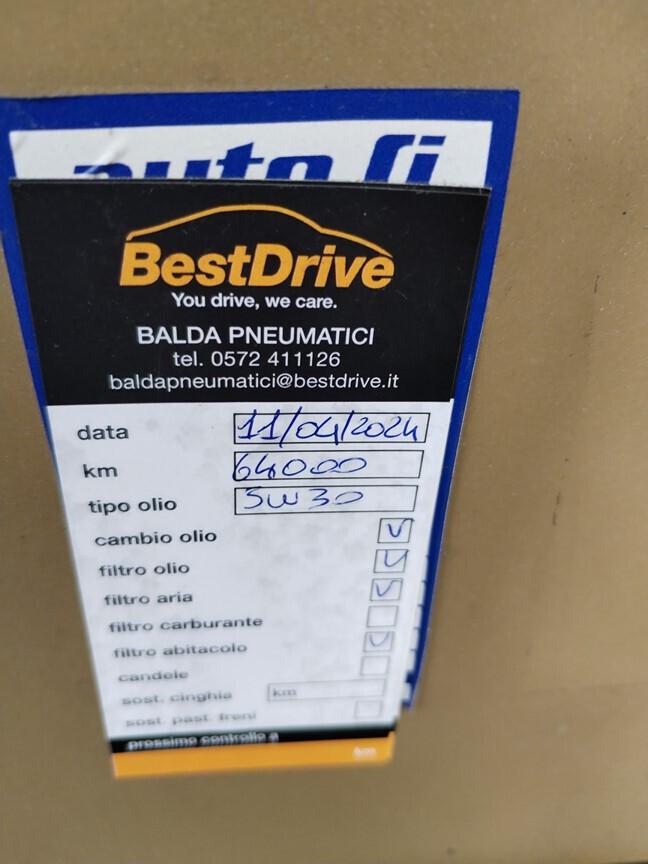 auto
BestDrive
You drive, we care.
BALDA PNEUMATICI
tel. 0572 411126
baldapneumatici@bestdrive.it
data 11/04/2024
km 64000
tipo olio 5W30
cambio olio V
filtro olio V
filtro aria V
filtro carburante
filtro abitacolo V
candele
sost. cinghia km
sost. past. freni
prossimo controllo a
km